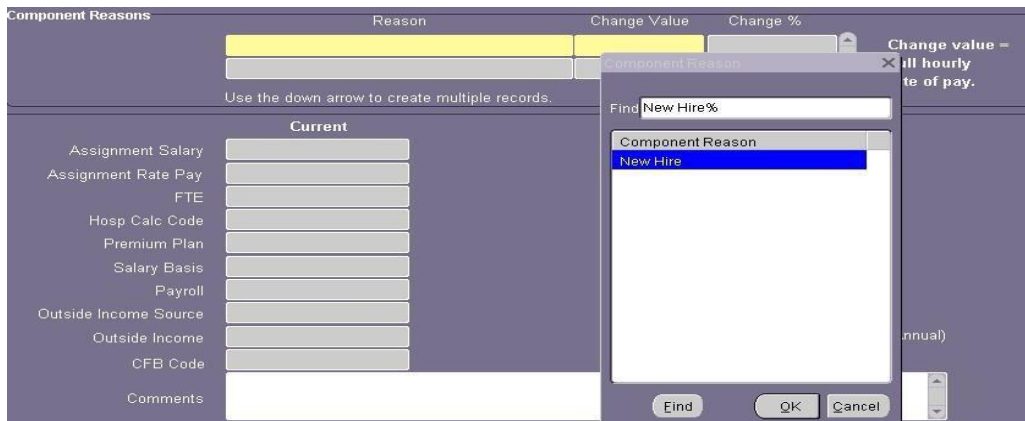 Component Reasons
Reason Change Value Change %
Change value =
ull hourly
te of pay.
Use the down arrow to create multiple records.
Component Reason
Find New Hire%
Component Reason
New Hire
Current
Assignment Salary
Assignment Rate Pay
FTE
Hosp Calc Code
Premium Plan
Salary Basis
Payroll
Outside Income Source
Outside Income
nnual)
CFB Code
Comments
Find OK Cancel